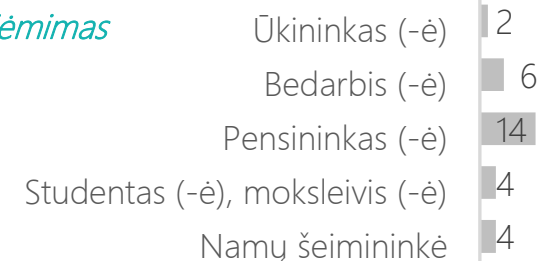 ėmimas
Ūkininkas (-ė) 2
Bedarbis (-ė) 6
Pensininkas (-ė) 14
Studentas (-ė), moksleivis (-ė) 4
Namų šeimininkė 4